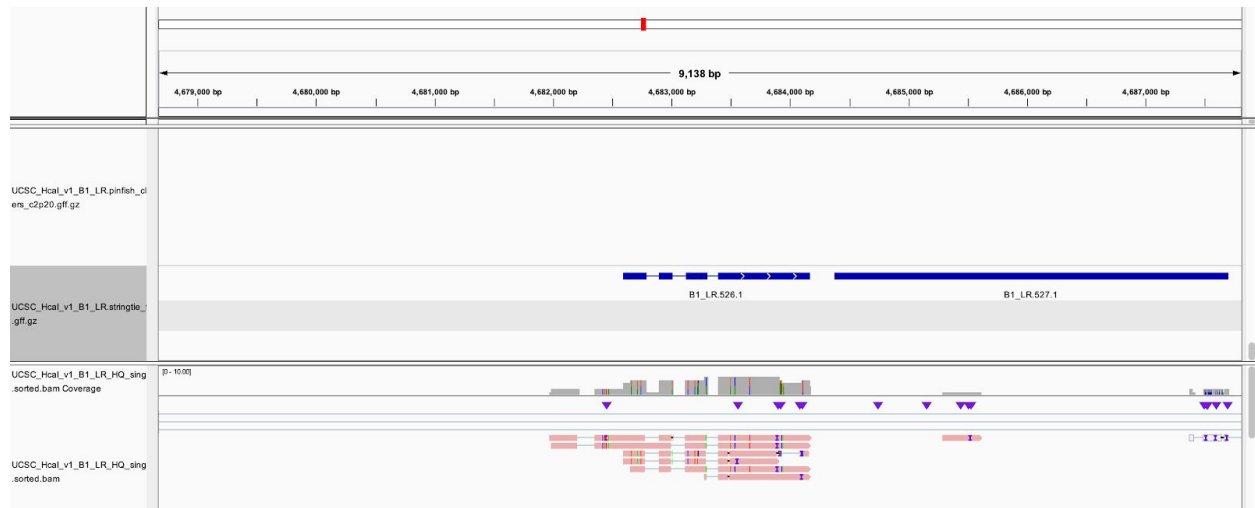 9,138 bp
4,679,000 bp 4,680,000 bp 4,681,000 bp 4,682,000 bp 4,683,000 bp 4,684,000 bp 4,685,000 bp 4,686,000 bp 4,687,000 bp
UCSC_Hcal_v1_B1_LR.pinfish_cl
ers_c2p20.gff.gz
B1_LR.526.1 B1_LR.527.1
UCSC_Hcal_v1_B1_LR.stringtie_
.gff.gz
UCSC_Hcal_v1_B1_LR_HQ_sing
.sorted.bam Coverage
[0 - 10.00]
UCSC_Hcal_v1_B1_LR_HQ_sing
.sorted.bam